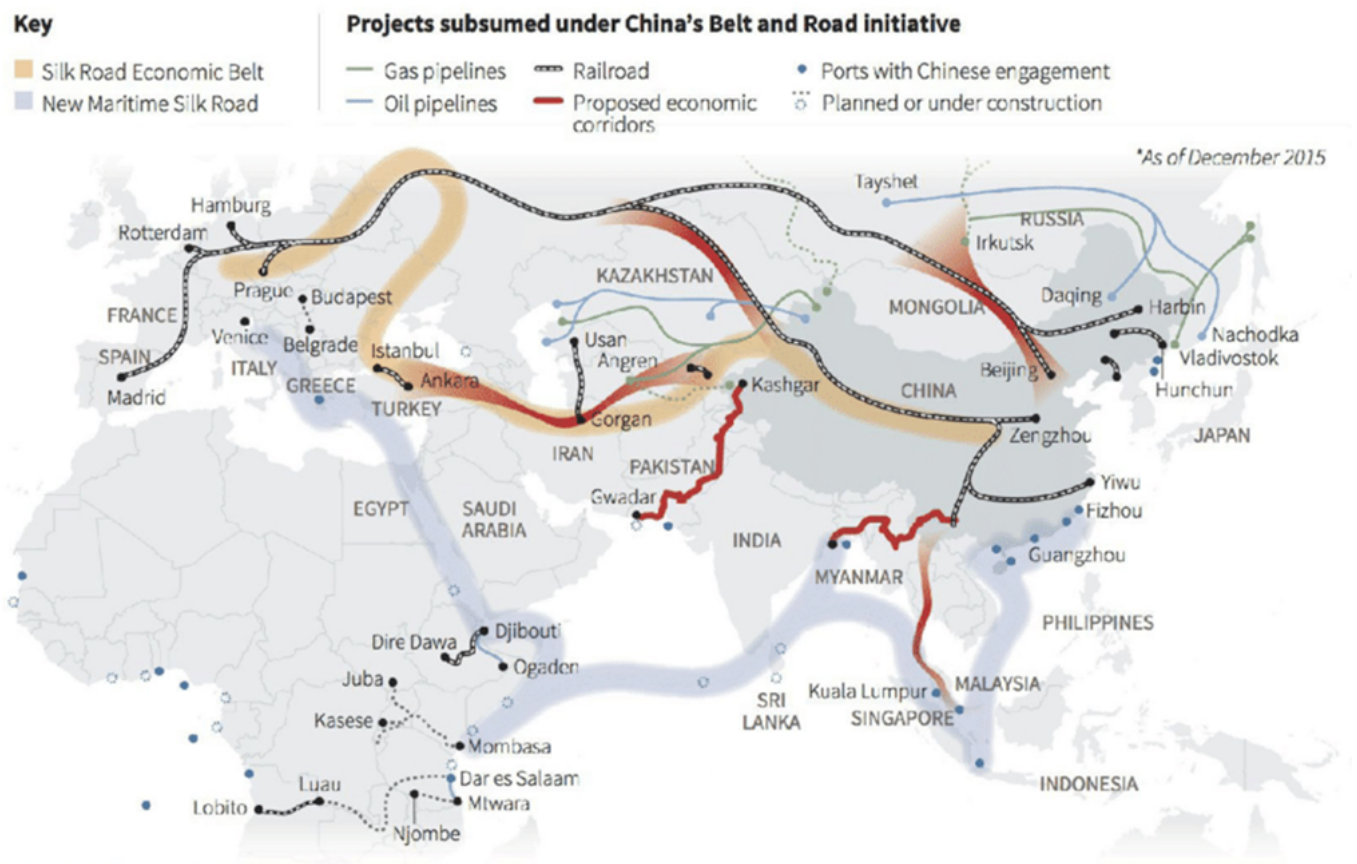 Key
Silk Road Economic Belt
New Maritime Silk Road
Projects subsumed under China's Belt and Road initiative
Gas pipelines
Oil pipelines
Railroad
Proposed economic
corridors
Ports with Chinese engagement
Planned or under construction
*As of December 2015
Tayshet
Hamburg
Rotterdam
RUSSIA
Irkutsk
KAZAKHSTAN
Prague
Budapest
Daqing
MONGOLIA
Harbin
FRANCE
Venice
Belgrade
Usan
Nachodka
SPAIN
ITALY
Istanbul
Angren
Vladivostok
Madrid
GREECE
Ankara
Kashgar
Beijing
CHINA
Hunchun
TURKEY
Gorgan
Zengzhou
JAPAN
IRAN
PAKISTAN
Gwadar
Yiwu
EGYPT
SAUDI
ARABIA
INDIA
Fizhou
Guangzhou
MYANMAR
PHILIPPINES
Dire Dawa
Djibouti
Ogaden
Juba
Kuala Lumpur
MALAYSIA
SRI
LANKA
SINGAPORE
Kasese
Mombasa
Dar es Salaam
INDONESIA
Luau
Lobito
Mtwara
Njombe